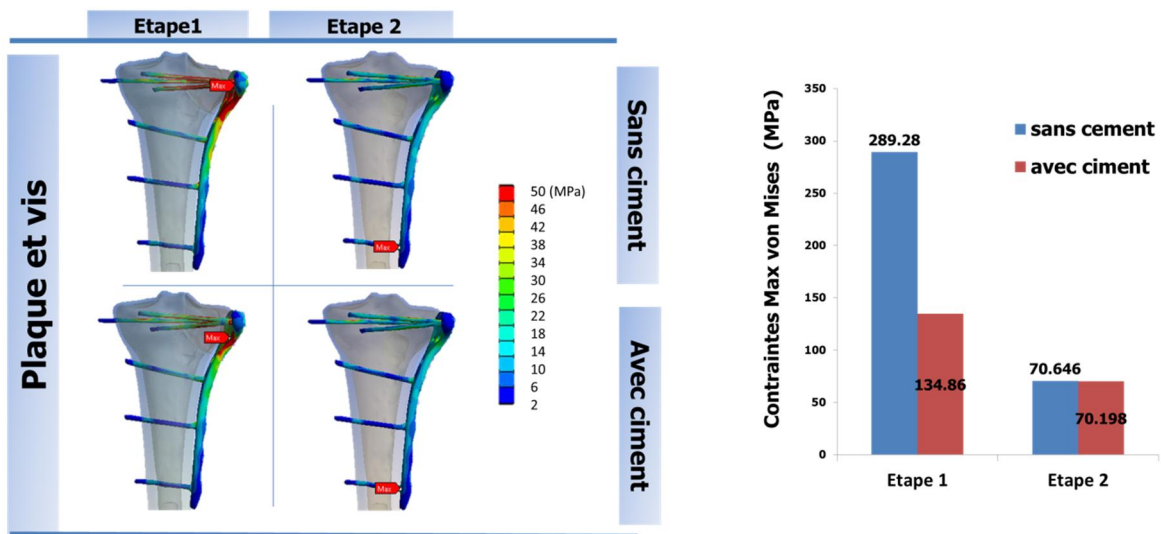 Etape1
Etape 2
Plaque et vis
Sans ciment
Avec ciment
Max
Max
Max
Max
50 (MPa)
46
42
38
34
30
26
22
18
14
10
6
2
Contraintes Max von Mises (MPa)
350
300
250
200
150
100
50
0
289.28
134.86
70.646
70.198
sans cement
avec ciment
Etape 1
Etape 2